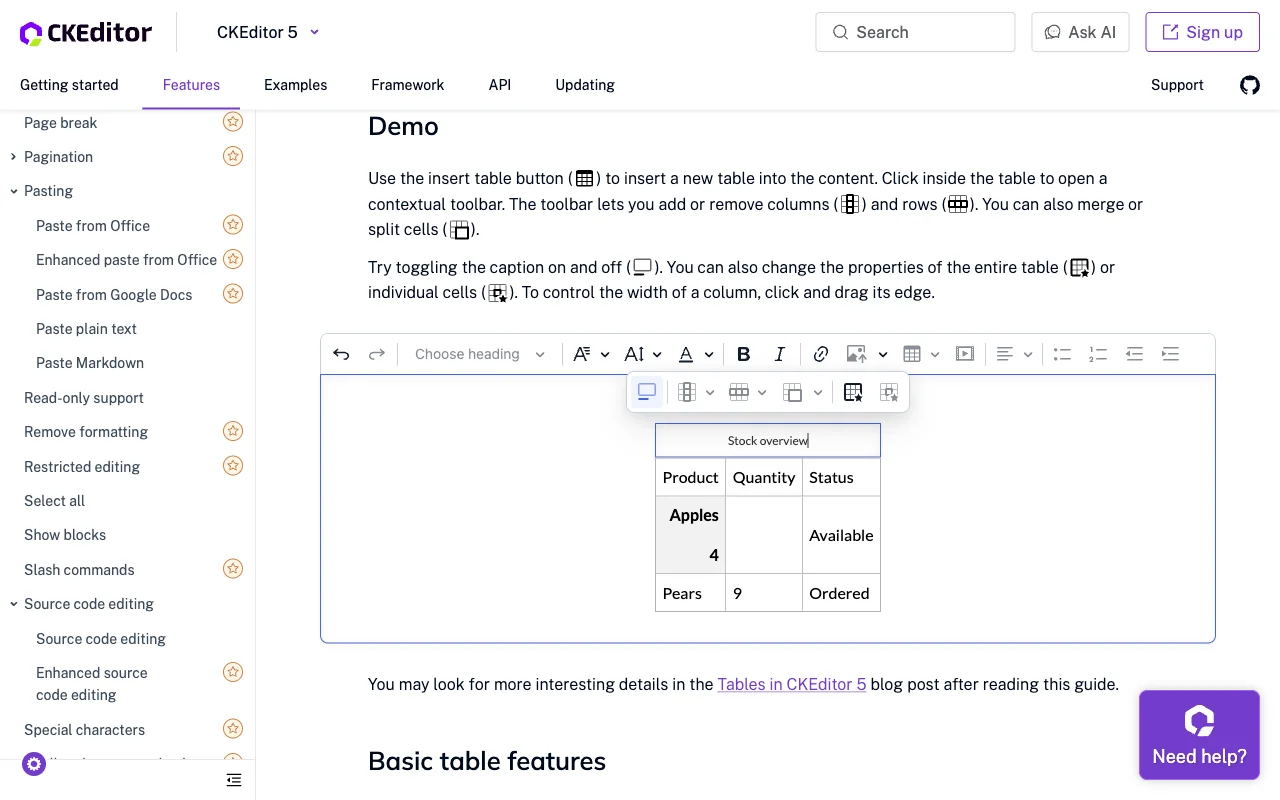 CKEditor
CKEditor 5
Search
Ask AI
Sign up
Getting started
Features
Examples
Framework
API
Updating
Support
Page break
Pagination
Pasting
Paste from Office
Enhanced paste from Office
Paste from Google Docs
Paste plain text
Paste Markdown
Read-only support
Remove formatting
Restricted editing
Select all
Show blocks
Slash commands
Source code editing
Source code editing
Enhanced source
code editing
Special characters
Demo
Use the insert table button ( ) to insert a new table into the content. Click inside the table to open a
contextual toolbar. The toolbar lets you add or remove columns ( ) and rows ( ). You can also merge or
split cells ( ).
Try toggling the caption on and off ( ). You can also change the properties of the entire table ( ) or
individual cells ( ). To control the width of a column, click and drag its edge.
Choose heading
Stock overview
Product Quantity Status
Apples
4
Available
Pears 9 Ordered
You may look for more interesting details in the Tables in CKEditor 5 blog post after reading this guide.
Basic table features
Need help?